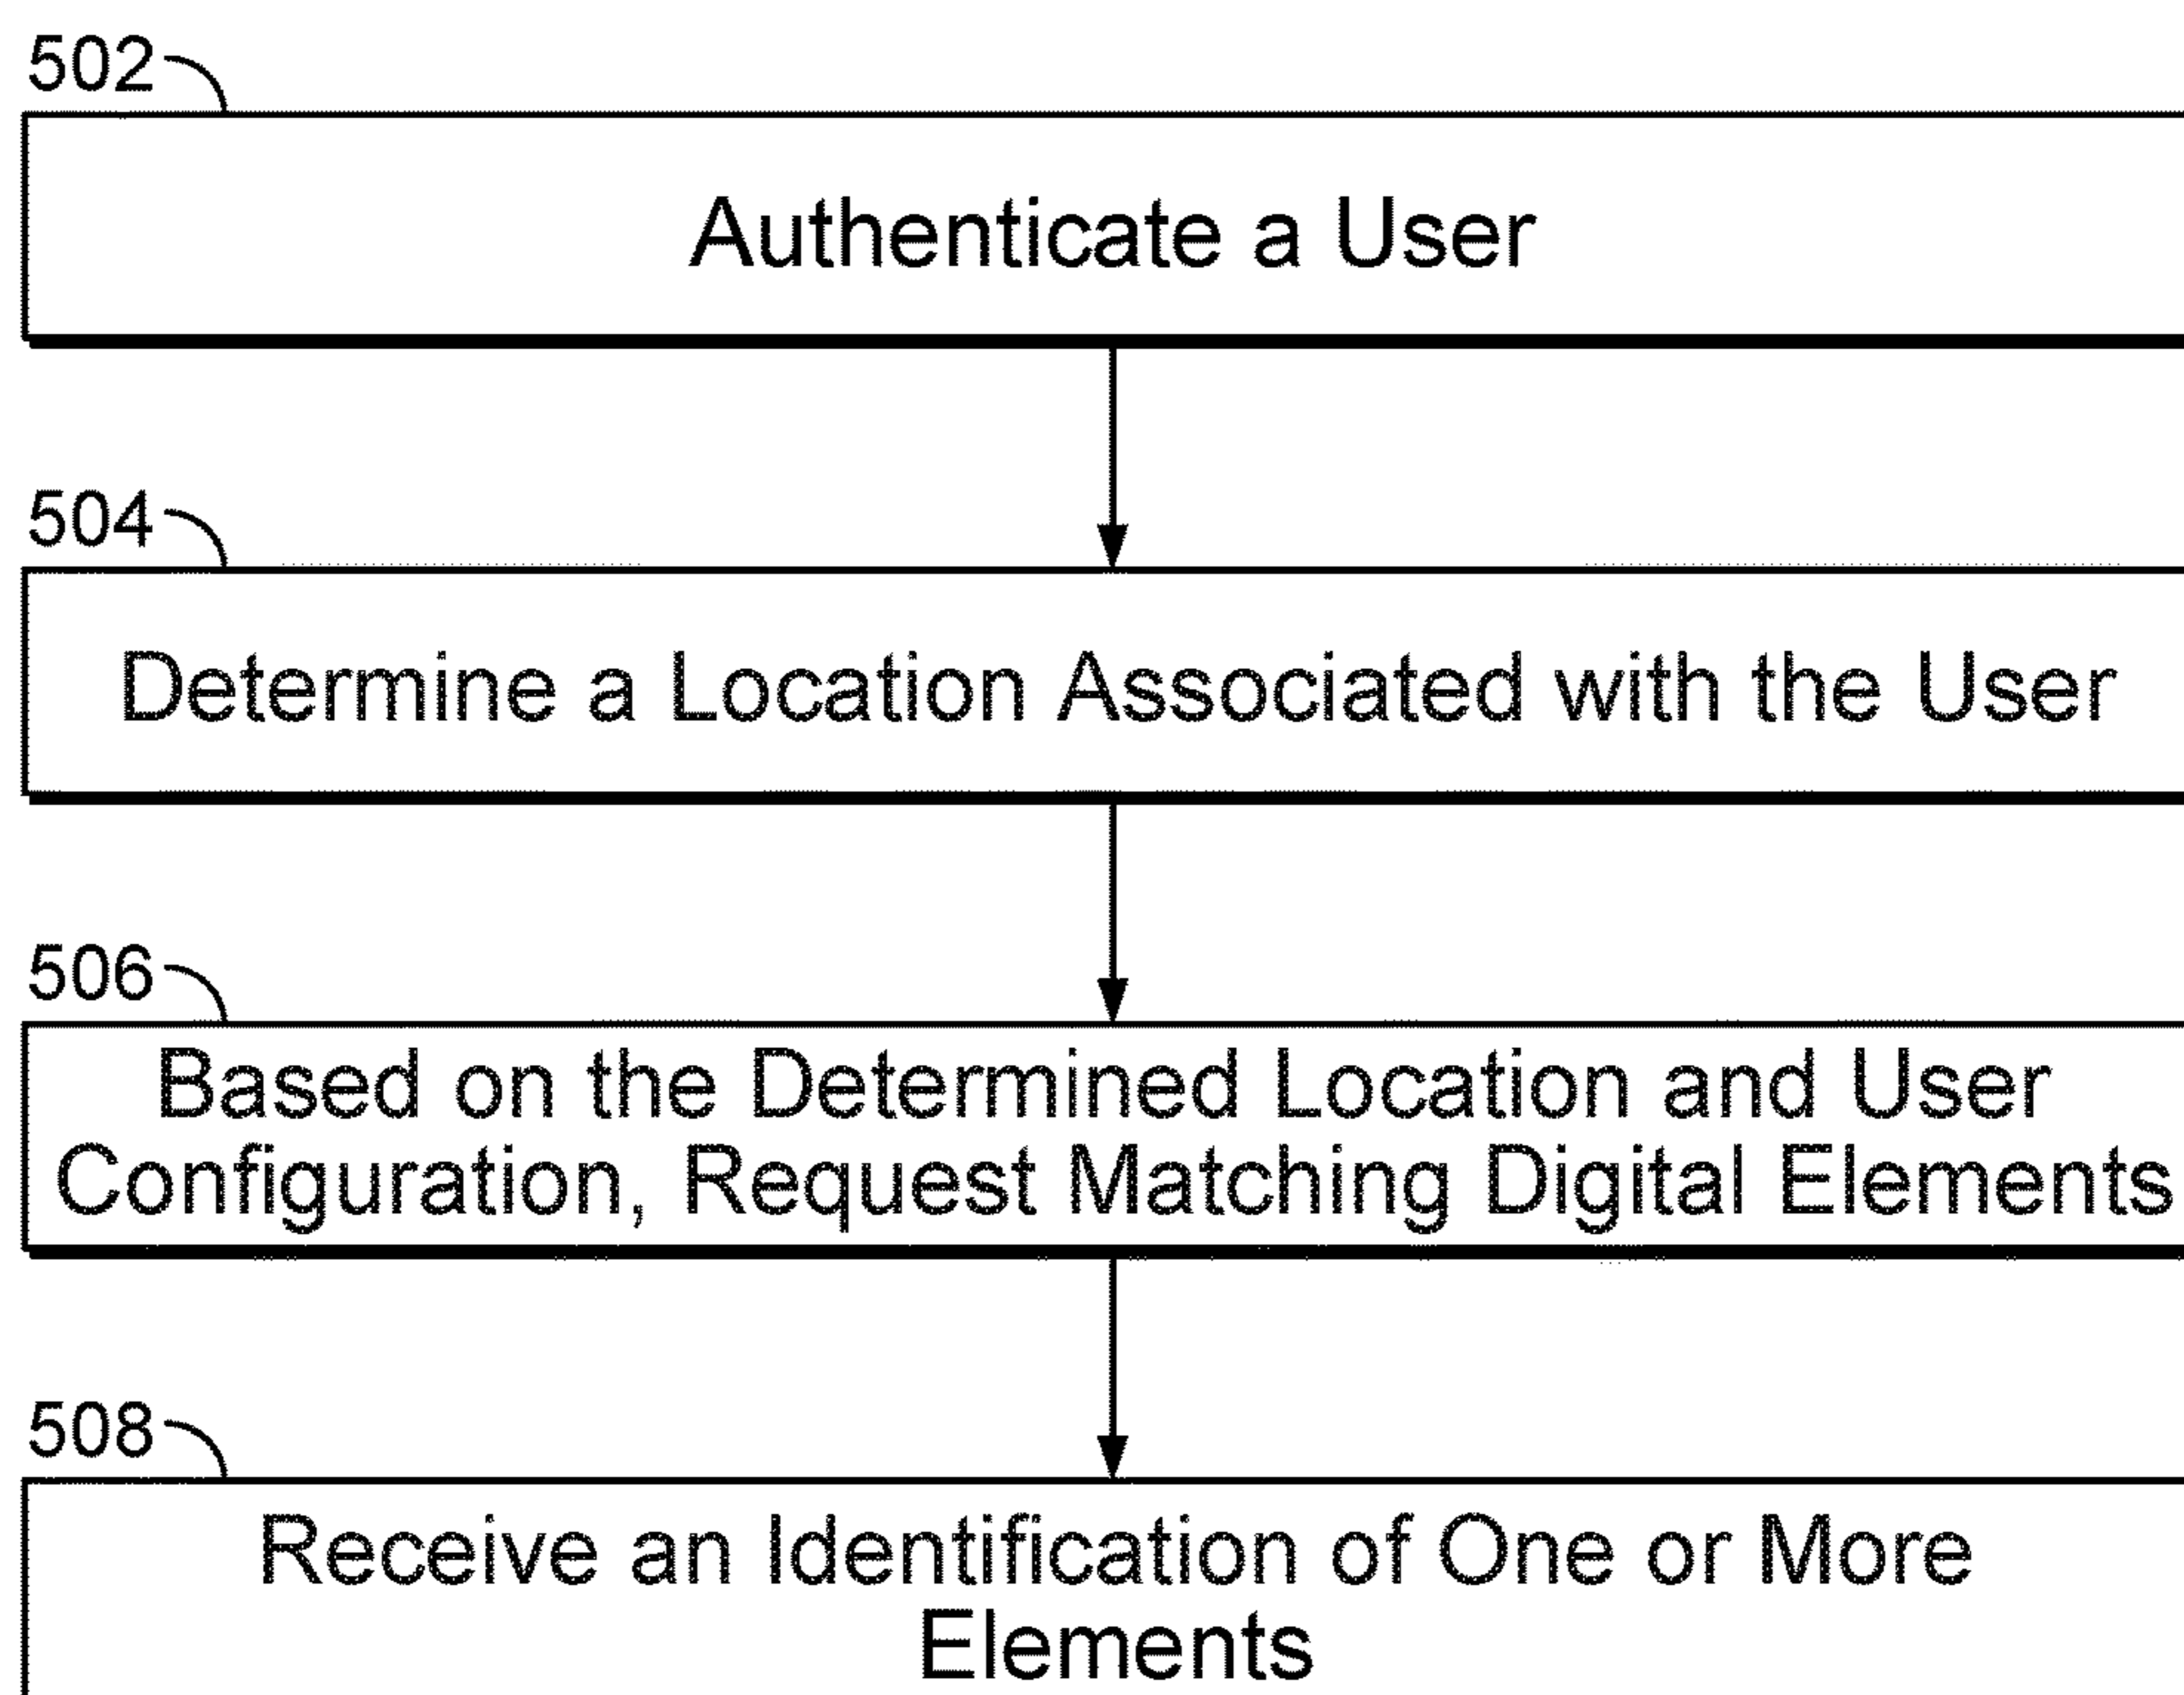 502
Authenticate a User
504
Determine a Location Associated with the User
506
Based on the Determined Location and User
Configuration, Request Matching Digital Elements
508
Receive an Identification of One or More
Elements